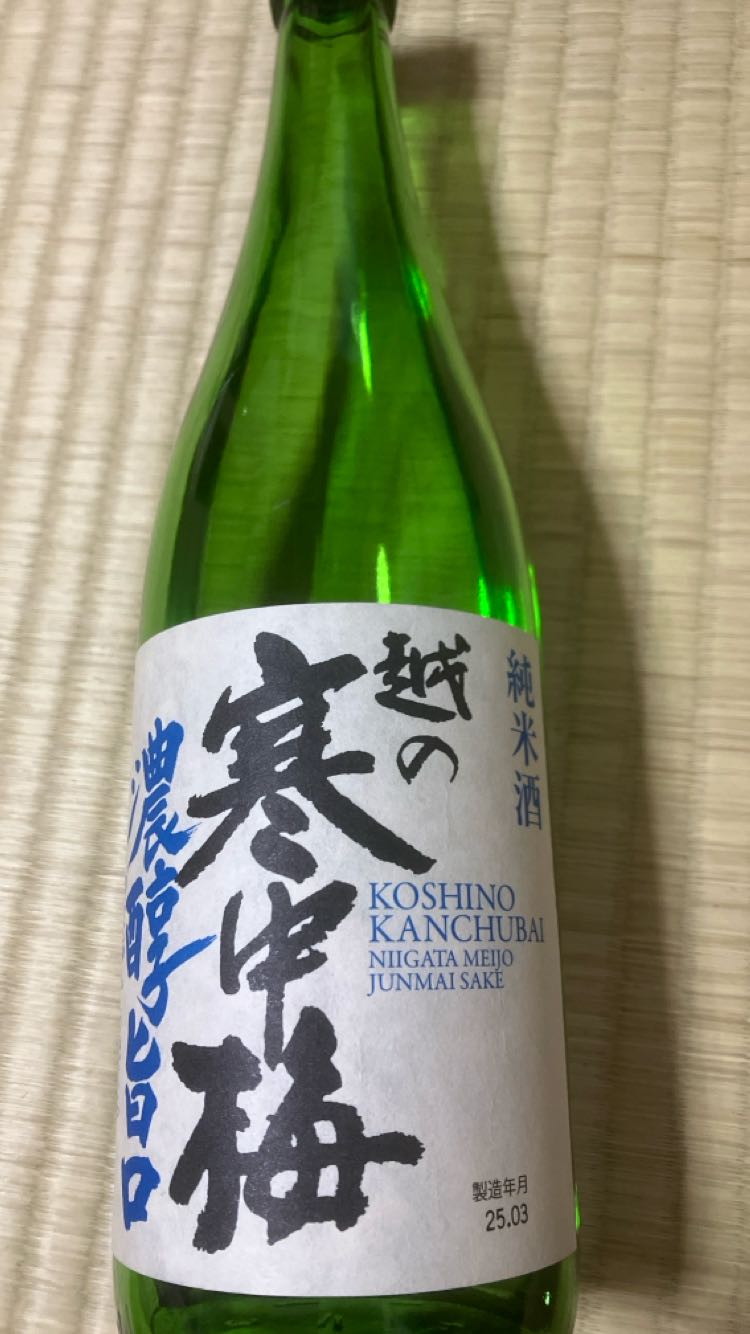 純米酒
越の
寒中梅
濃醇旨口
KOSHINO
KANCHUBAI
NIIGATA MEIJO
JUNMAI SAKE
製造年月
25.03